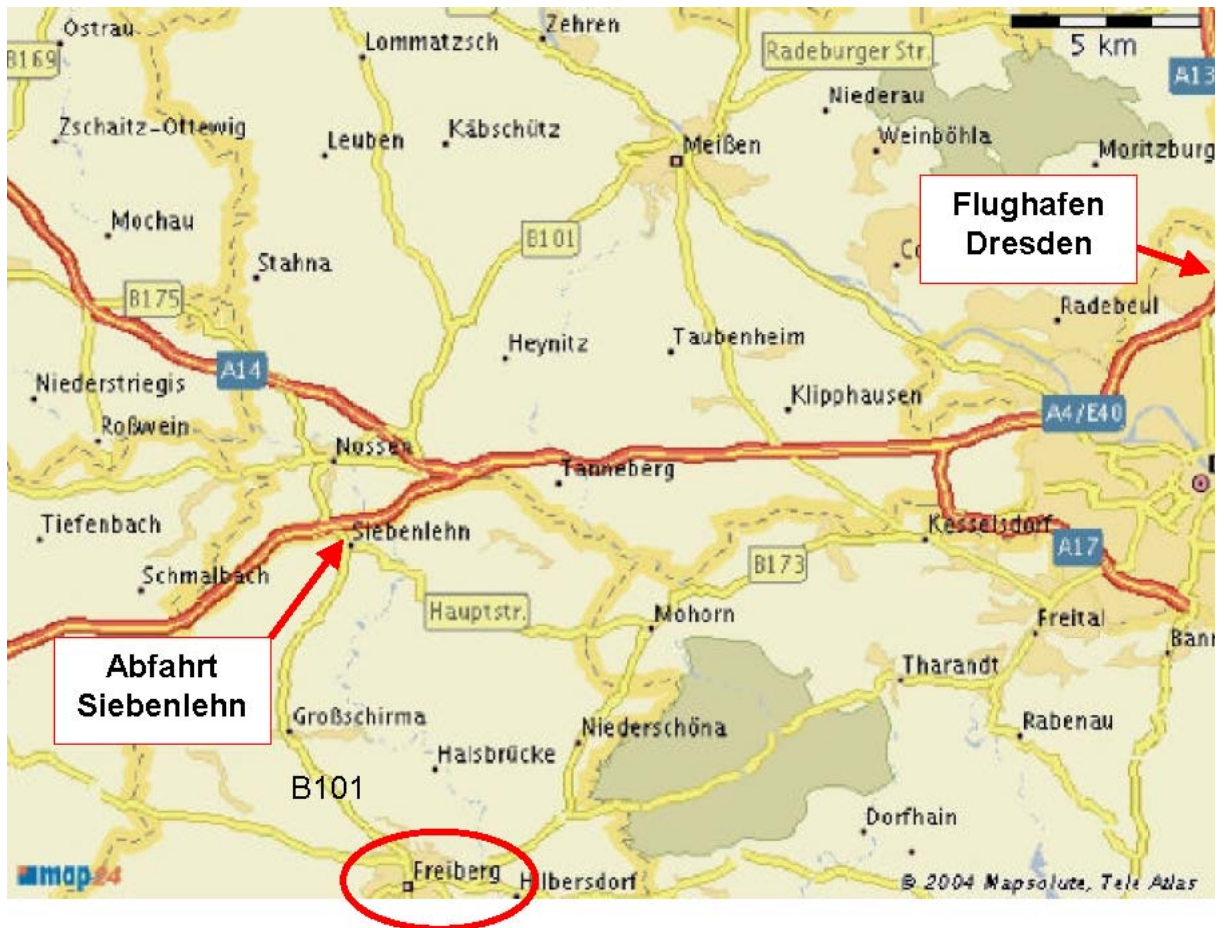 Ostrau
Zehren
Lommatzsch
Radeburger Str.
5 km
B169
A13
Niederau
Zschaitz-Ottewig
Leuben
Käbschütz
Meißen
Weinböhla
Moritzburg
Flughafen
Dresden
Mochau
B101
Stahna
B175
Radebeul
Heynitz
Taubenheim
A14
Niederstriegis
Klipphausen
A4/E40
Roßwein
Nossen
Tanneberg
Tiefenbach
Siebenlehn
Kesselsdorf
A17
Schmalbach
B173
Hauptstr.
Mohorn
Freital
Abfahrt
Siebenlehn
Tharandt
Großschirma
Niederschöna
Rabenau
Halsbrücke
B101
Dorfhain
map24
Freiberg
Hilbersdorf
© 2004 Mapsolute, Tele Atlas